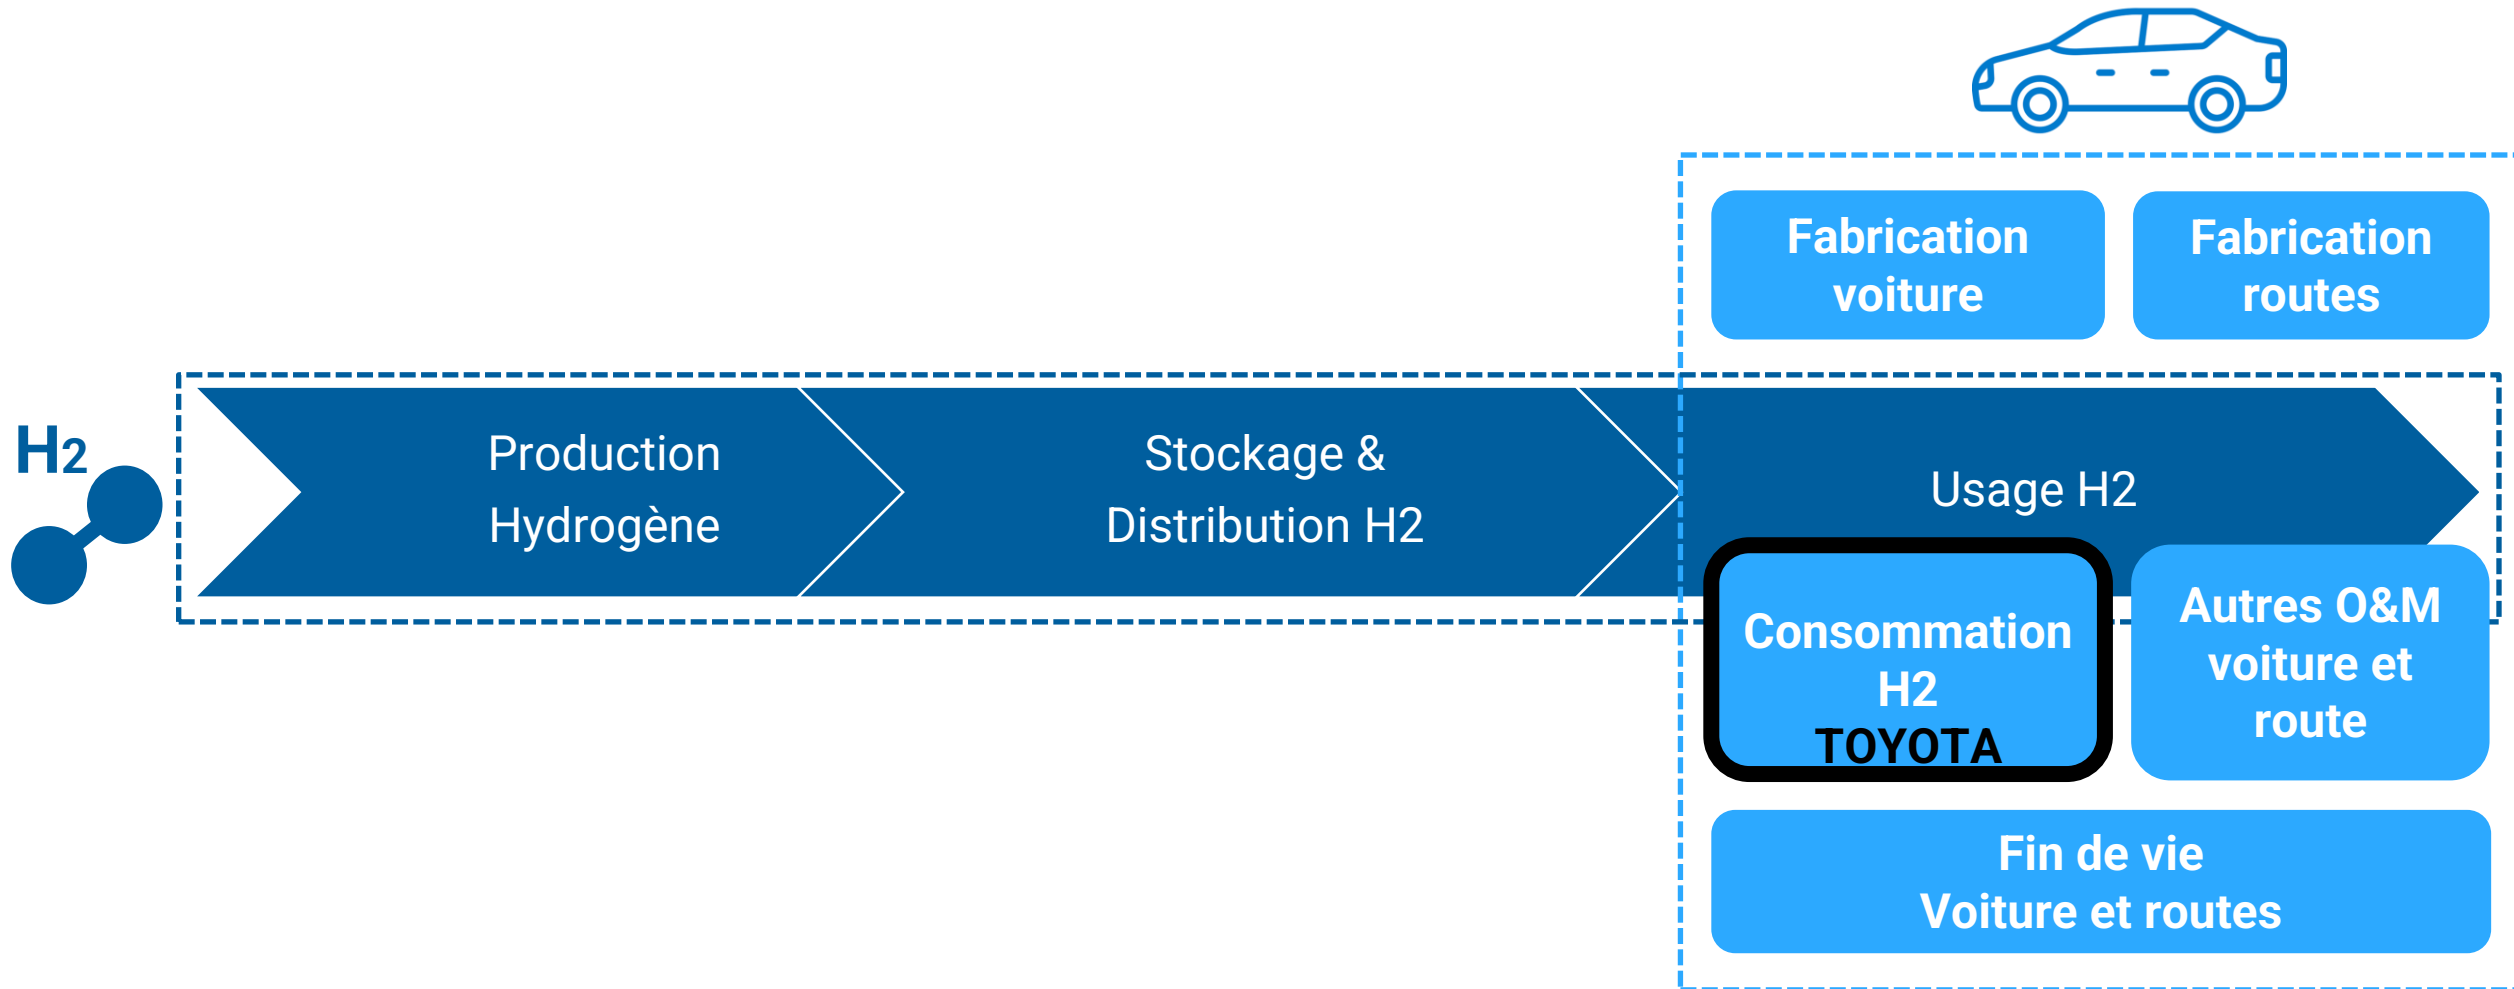 Fabrication
voiture
Fabrication
routes
H2
Production
Hydrogène
Stockage &
Distribution H2
Usage H2
Consommation
H2
TOYOTA
Autres O&M
voiture et
route
Fin de vie
Voiture et routes